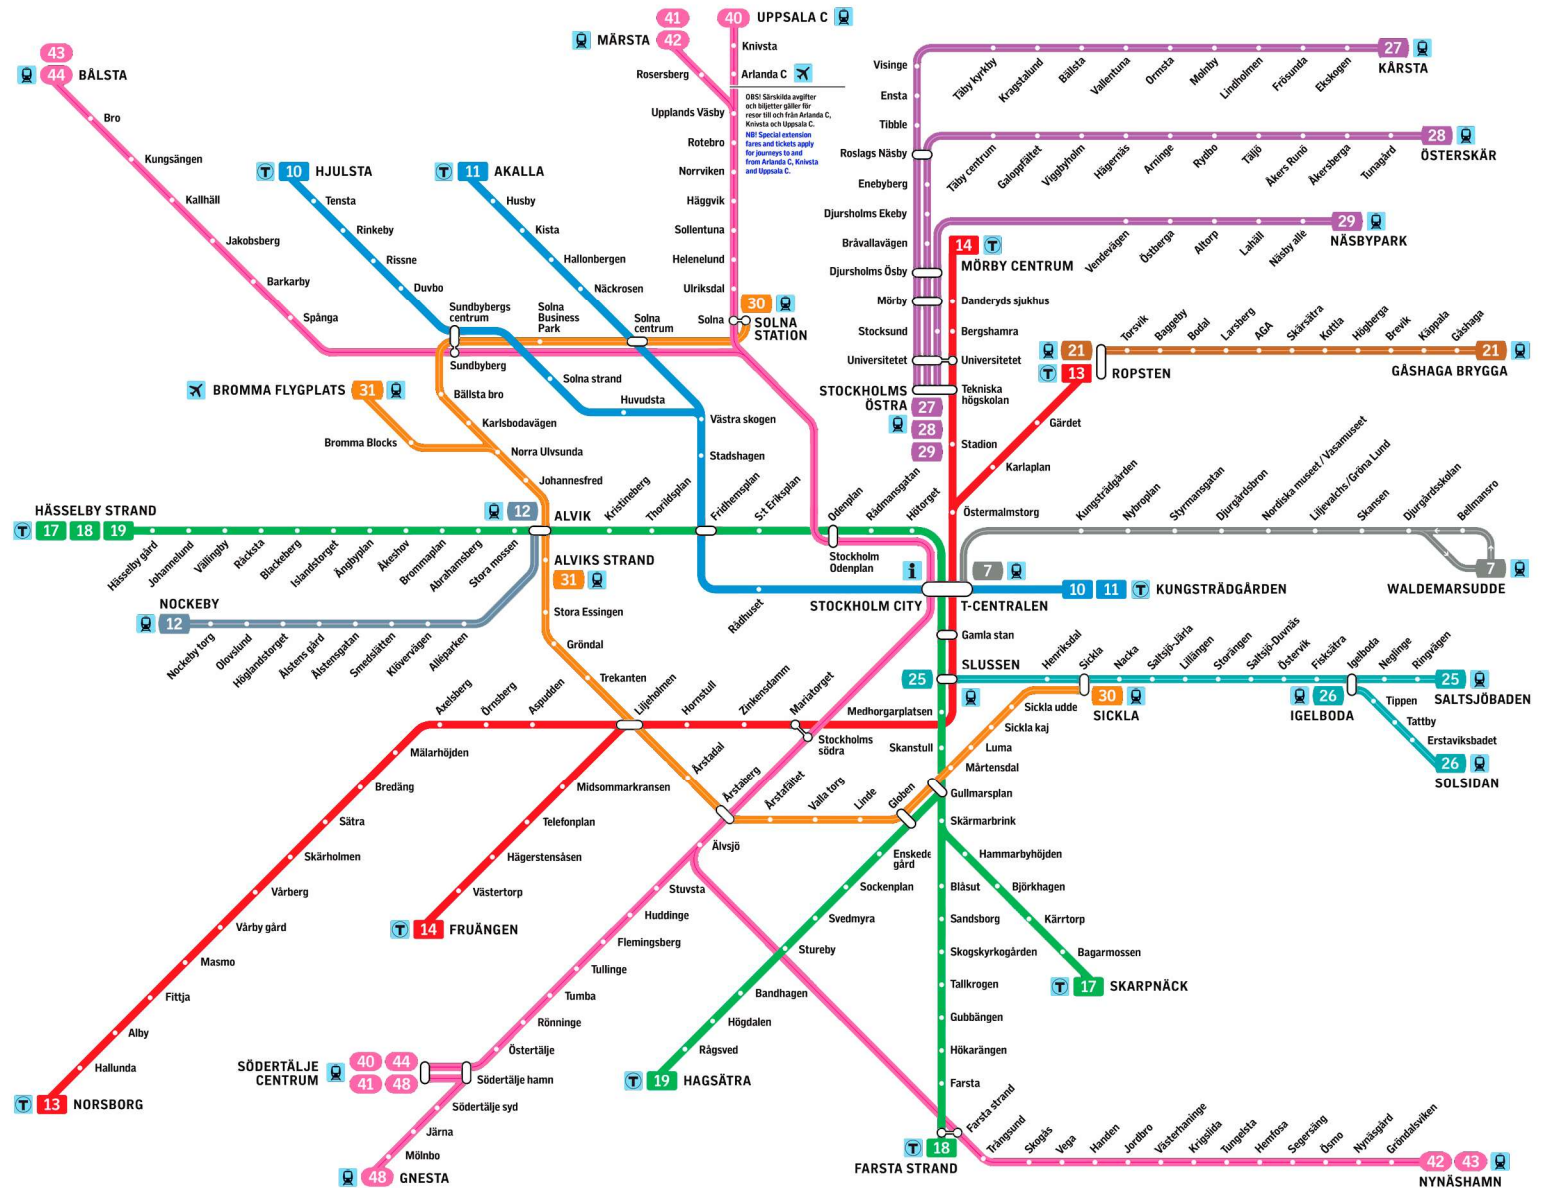 41
40
UPPSALA C
MÄRSTA
42
Knivsta
Rosersberg
Arlanda C
OBS! Särskilda avgifter
och biljetter gäller för
resor till och från Arlanda C,
Knivsta och Uppsala C.
NB! Special extension
fares and tickets apply
for journeys to and
from Arlanda C, Knivsta
and Uppsala C.
Upplands Väsby
Rotebro
Norrviken
Häggvik
Sollentuna
Helenelund
Ulriksdal
Solna
30
SOLNA
STATION
43
44
BÅLSTA
Bro
Kungsängen
Kallhäll
Jakobsberg
Barkarby
Spånga
10
HJULSTA
Tensta
Rinkeby
Rissne
Duvbo
Sundbybergs
centrum
Sundbyberg
11
AKALLA
Husby
Kista
Hallonbergen
Näckrosen
Solna
Business
Park
Solna
centrum
Solna strand
Huvudsta
Västra skogen
Stadshagen
Fridhemsplan
Rådhuset
Bällsta bro
Karlsbodavägen
Norra Ulvsunda
Johannesfred
BROMMA FLYGPLATS
31
Bromma Blocks
Visinge
Ensta
Tibble
Roslags Näsby
Enebyberg
Djursholms Ekeby
Bråvallavägen
Djursholms Ösby
Mörby
Stocksund
Universitetet
STOCKHOLMS
ÖSTRA
27
28
29
Täby kyrkby
Kragstalund
Bällsta
Vallentuna
Ormsta
Molnby
Lindholmen
Frösunda
Ekskogen
27
KÅRSTA
Täby centrum
Galoppfältet
Viggbyholm
Hägernäs
Arninge
Rydbo
Täljö
Åkers Runö
Åkersberga
Tunagård
28
ÖSTERSKÄR
Vendevägen
Östberga
Altorp
Lahäll
Näsby alle
29
NÄSBYPARK
14
MÖRBY CENTRUM
Danderyds sjukhus
Bergshamra
Universitetet
Tekniska
högskolan
Stadion
Östermalmstorg
21
13
ROPSTEN
Gärdet
Karlaplan
Torsvik
Baggeby
Bodal
Larsberg
AGA
Skärsätra
Kottla
Högberga
Brevik
Käppala
Gåshaga
21
GÅSHAGA BRYGGA
HÄSSELBY STRAND
17
18
19
Hässelby gård
Johannelund
Vällingby
Råcksta
Blackeberg
Islandstorget
Ängbyplan
Åkeshov
Brommaplan
Abrahamsberg
Stora mossen
12
ALVIK
Kristineberg
Thorildsplan
S:t Eriksplan
Odenplan
Rådmansgatan
Hötorget
Stockholm
Odenplan
Kungsträdgården
Nybroplan
Styrmansgatan
Djurgårdsbron
Nordiska museet / Vasamuseet
Liljevalchs / Gröna Lund
Skansen
Djurgårdsskolan
Bellmansro
7
WALDEMARSUDDE
STOCKHOLM CITY
7
T-CENTRALEN
10
11
KUNGSTRÄDGÅRDEN
NOCKEBY
12
Nockeby torg
Olovslund
Höglandstorget
Ålstens gård
Ålstensgatan
Smedslätten
Klövervägen
Alléparken
ALVIKS STRAND
31
Stora Essingen
Gröndal
Trekanten
Liljeholmen
Årstadal
Årstaberg
Årstafältet
Valla torg
Linde
Globen
Gullmarsplan
Mårtensdal
Luma
Sickla kaj
Sickla udde
30
SICKLA
Gamla stan
25
SLUSSEN
Henriksdal
Sickla
Nacka
Saltsjö-Järla
Lillängen
Storängen
Saltsjö-Duvnäs
Östervik
Fisksätra
Igelboda
Neglinge
Ringvägen
25
SALTSJÖBADEN
26
IGELBODA
Tippen
Tattby
Erstaviksbadet
26
SOLSIDAN
Axelsberg
Örnsberg
Aspudden
Hornstull
Zinkensdamm
Mariatorget
Stockholms
södra
Medhorgarplatsen
Skanstull
Skärmarbrink
Mälarhöjden
Bredäng
Sätra
Skärholmen
Vårberg
Vårby gård
Masmo
Fittja
Alby
Hallunda
13
NORSBORG
Midsommarkransen
Telefonplan
Hägerstensåsen
Västertorp
14
FRUÄNGEN
Älvsjö
Stuvsta
Huddinge
Flemingsberg
Tullinge
Tumba
Rönninge
Östertälje
Södertälje hamn
SÖDERTÄLJE
CENTRUM
40
44
41
48
Södertälje syd
Järna
Mölnbo
48
GNESTA
Enskede
gård
Sockenplan
Svedmyra
Stureby
Bandhagen
Högdalen
Rågsved
19
HAGSÄTRA
Hammarbyhöjden
Björkhagen
Kärrtorp
Bagarmossen
17
SKARPNÄCK
Blåsut
Sandsborg
Skogskyrkogården
Tallkrogen
Gubbängen
Hökarängen
Farsta
18
FARSTA STRAND
Farsta strand
Trångsund
Skogås
Vega
Handen
Jordbro
Västerhaninge
Krigslida
Tungelsta
Hemfosa
Segersäng
Ösmo
Nynäsgård
Gröndalsviken
42
43
NYNÄSHAMN